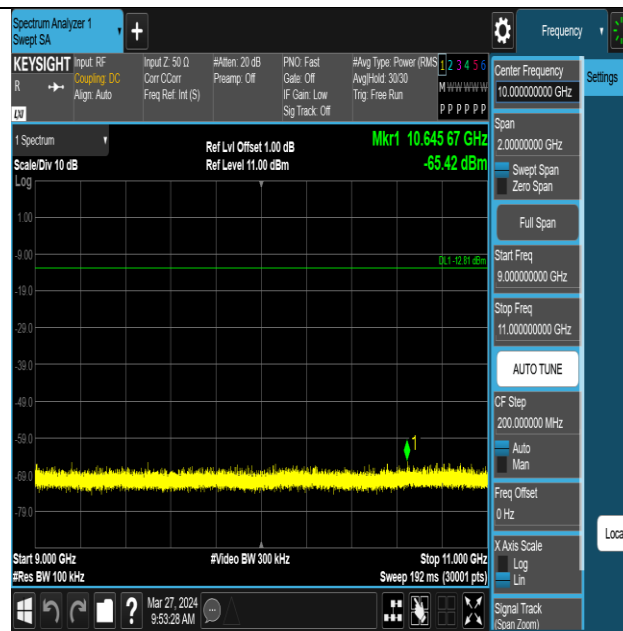 Spectrum Analyzer 1
Swept SA
Frequency
KEYSIGHT
R
LXI
Input: RF
Coupling: DC
Align: Auto
Input Z: 50 Ω
Corr CCorr
Freq Ref: Int (S)
#Atten: 20 dB
Preamp: Off
PNO: Fast
Gate: Off
IF Gain: Low
Sig Track: Off
#Avg Type: Power (RMS
Avg|Hold: 30/30
Trig: Free Run
1 2 3 4 5 6
M W W W W W
P P P P P P
1 Spectrum
Scale/Div 10 dB
Log
Ref Lvl Offset 1.00 dB
Ref Level 11.00 dBm
Mkr1 10.645 67 GHz
-65.42 dBm
1.00
-9.00
-19.0
-29.0
-39.0
-49.0
-59.0
-69.0
-79.0
DL1 -12.81 dBm
1
Start 9.000 GHz
#Res BW 100 kHz
#Video BW 300 kHz
Stop 11.000 GHz
Sweep 192 ms (30001 pts)
?
Mar 27, 2024
9:53:28 AM
Center Frequency
10.000000000 GHz
Settings
Span
2.00000000 GHz
Swept Span
Zero Span
Full Span
Start Freq
9.000000000 GHz
Stop Freq
11.000000000 GHz
AUTO TUNE
CF Step
200.000000 MHz
Auto
Man
Freq Offset
0 Hz
X Axis Scale
Log
Lin
Signal Track
(Span Zoom)
Loca